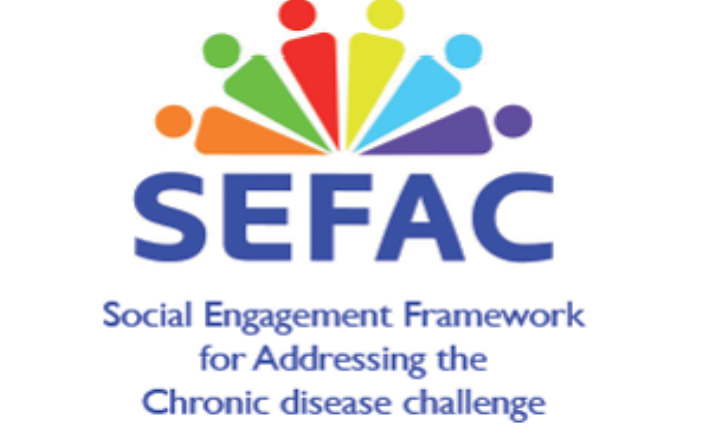 SEFAC
Social Engagement Framework
for Addressing the
Chronic disease challenge